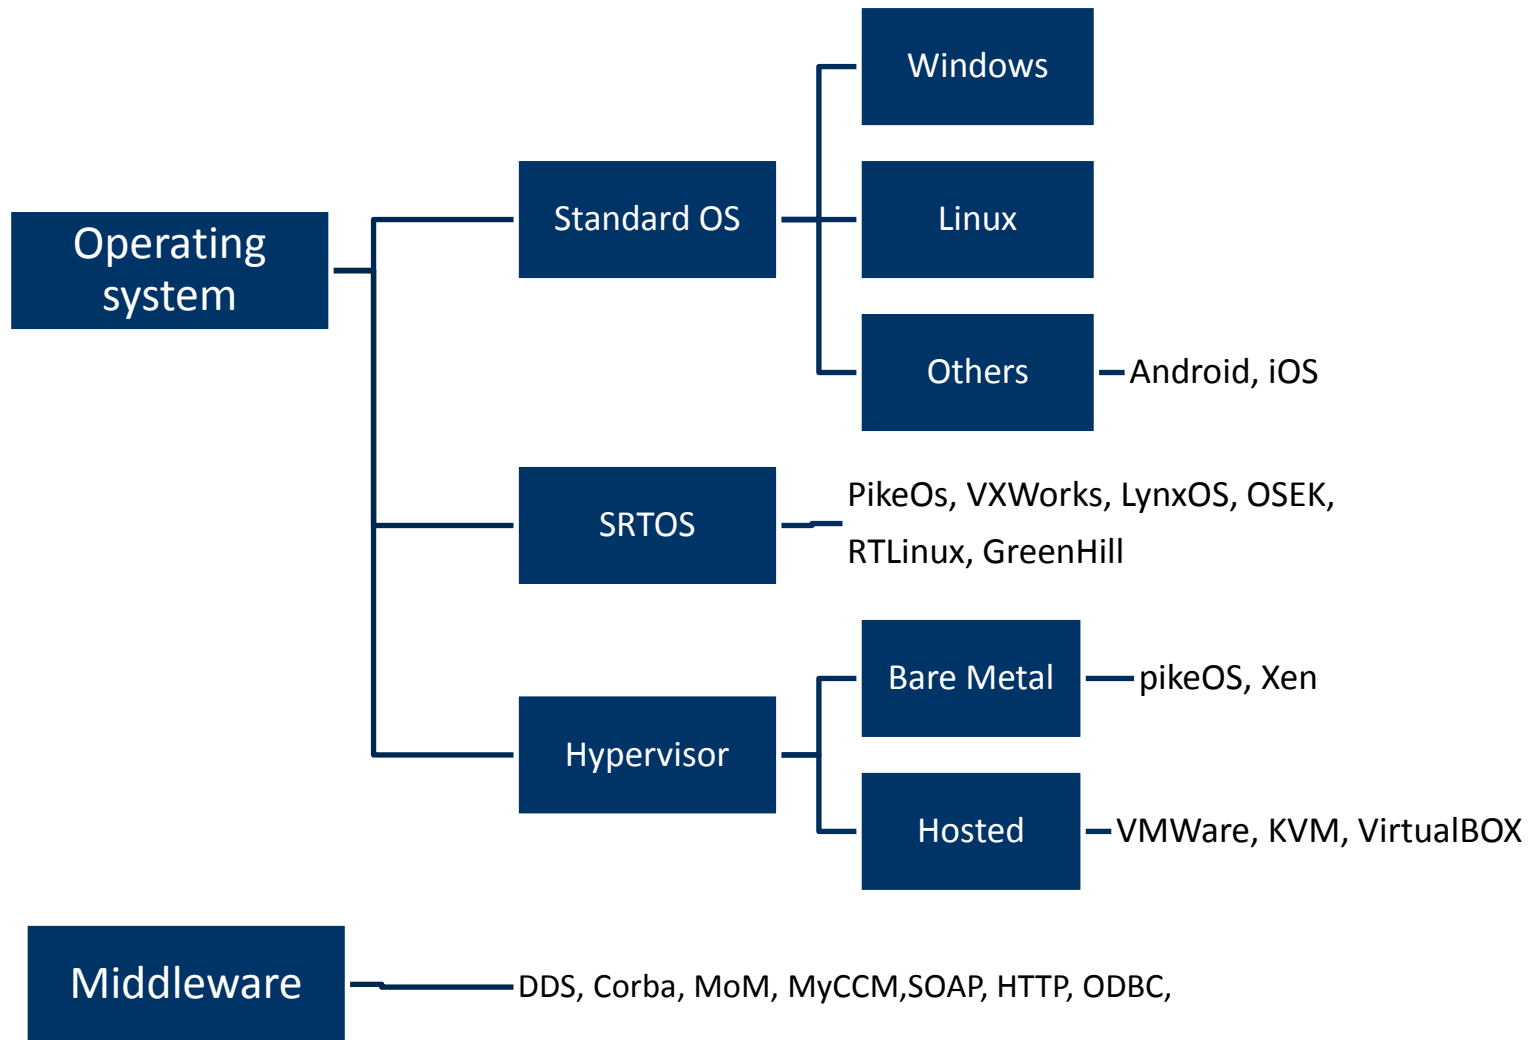 Windows
Standard OS
Linux
Operating
system
Others
Android, iOS
SRTOS
PikeOs, VXWorks, LynxOS, OSEK,
RTLinux, GreenHill
Bare Metal
pikeOS, Xen
Hypervisor
Hosted
VMWare, KVM, VirtualBOX
Middleware
DDS, Corba, MoM, MyCCM,SOAP, HTTP, ODBC,